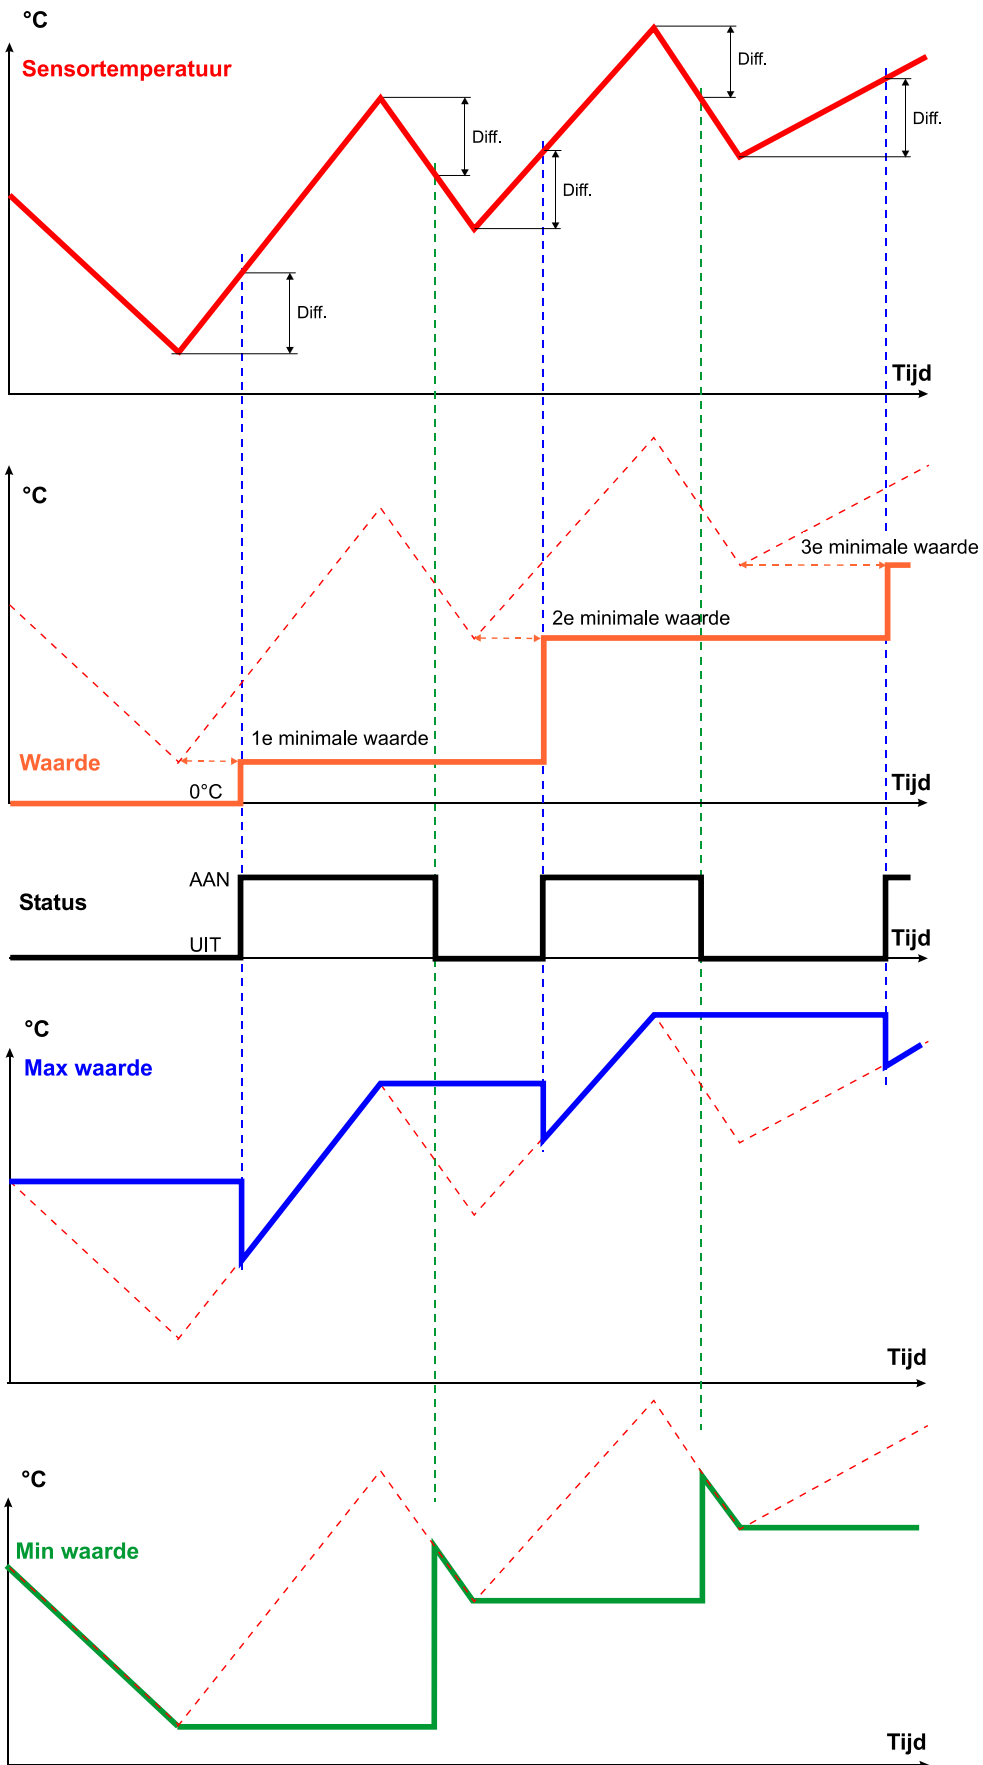 °C
Sensortemperatuur
Diff.
Diff.
Diff.
Diff.
Diff.
Diff.
Tijd
°C
3e minimale waarde
2e minimale waarde
1e minimale waarde
Waarde
0°C
Tijd
AAN
Status
UIT
Tijd
°C
Max waarde
Tijd
°C
Min waarde
Tijd